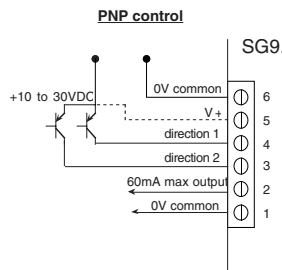 PNP control
SG9.
0V common 6
+10 to 30VDC
V+ 5
direction 1 4
direction 2 3
60mA max output 2
0V common 1